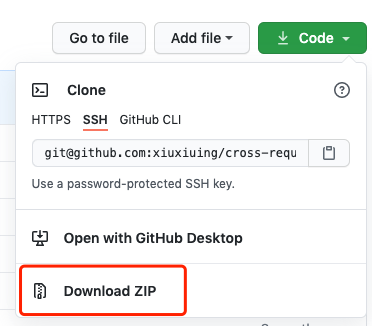 Go to file Add file Code
Clone
HTTPS SSH GitHub CLI
git@github.com:xiuxiuing/cross-requ
Use a password-protected SSH key.
Open with GitHub Desktop
Download ZIP